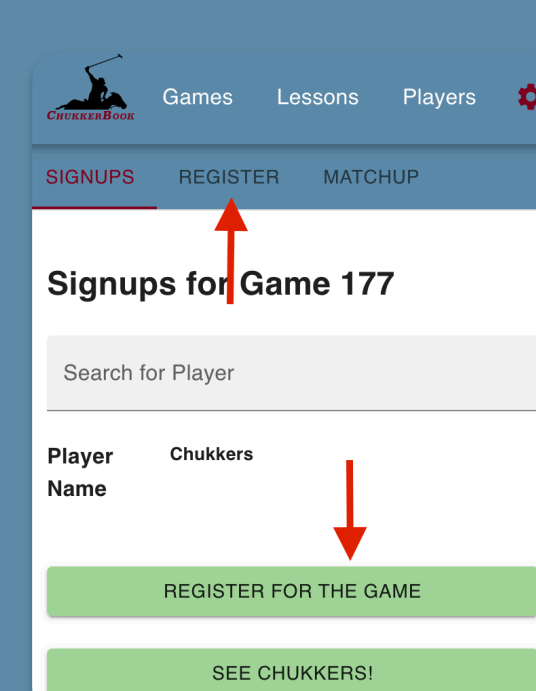 CHUKKERBOOK
Games Lessons Players
SIGNUPS REGISTER MATCHUP
Signups for Game 177
Search for Player
Player Name Chukkers
REGISTER FOR THE GAME
SEE CHUKKERS!